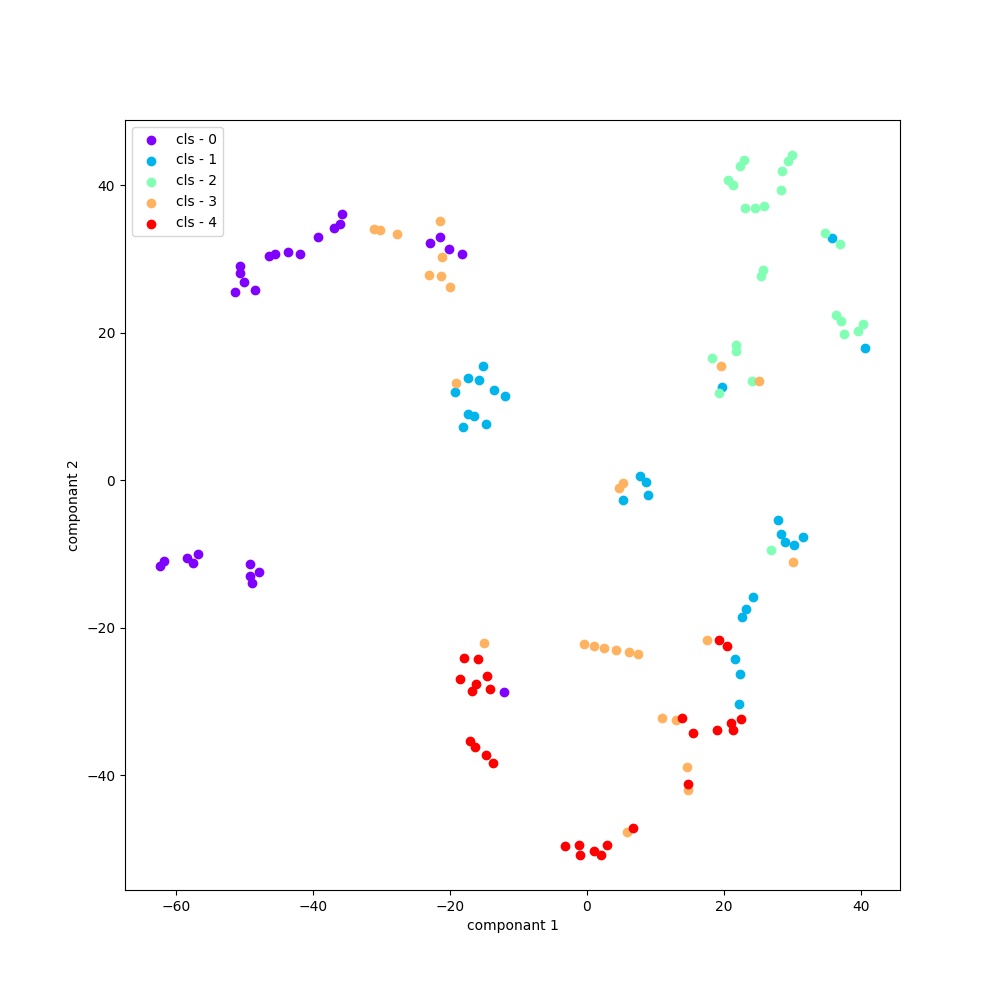 cls - 0
cls - 1
cls - 2
cls - 3
cls - 4
40
20
0
−20
−40
componant 2
−60 −40 −20 0 20 40
componant 1